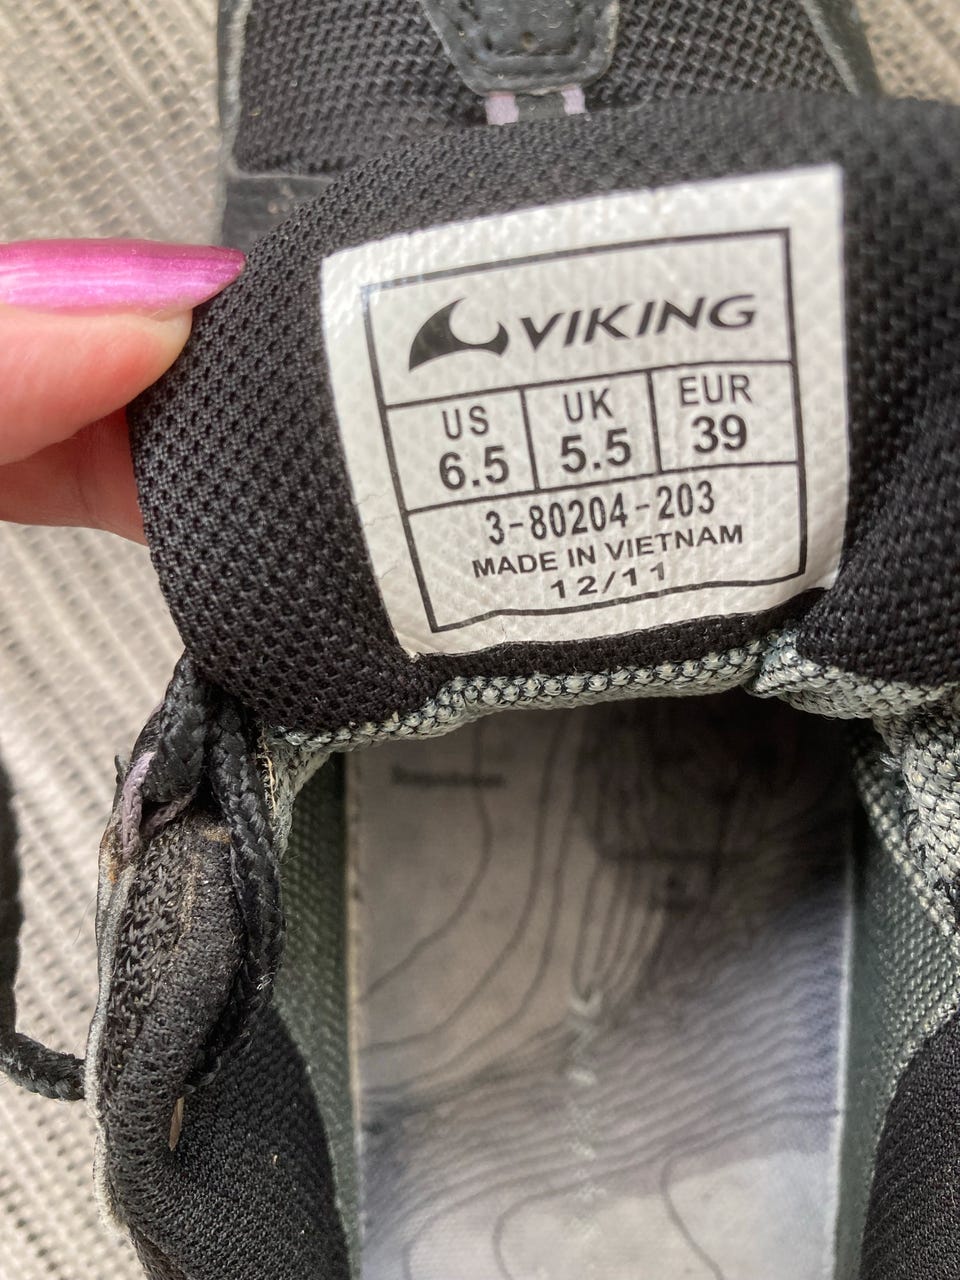 VIKING
US UK EUR
6.5 5.5 39
3-80204-203
MADE IN VIETNAM
12/11